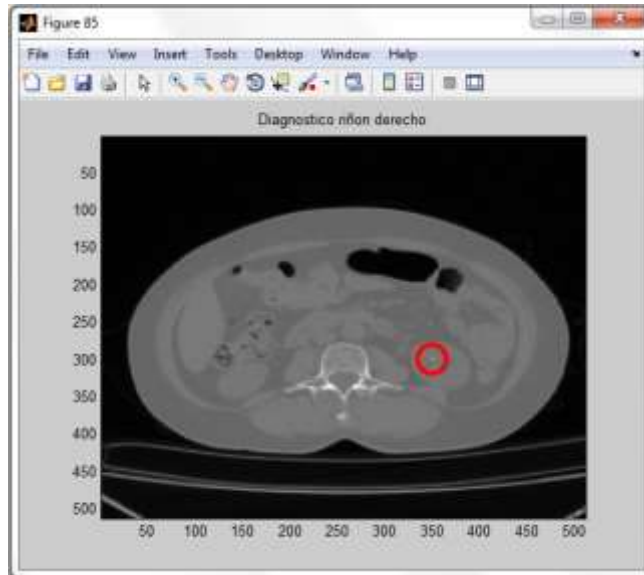 Figure 85
File Edit View Insert Tools Desktop Window Help
Diagnostico riñon derecho
50
100
150
200
250
300
350
400
450
500
50 100 150 200 250 300 350 400 450 500